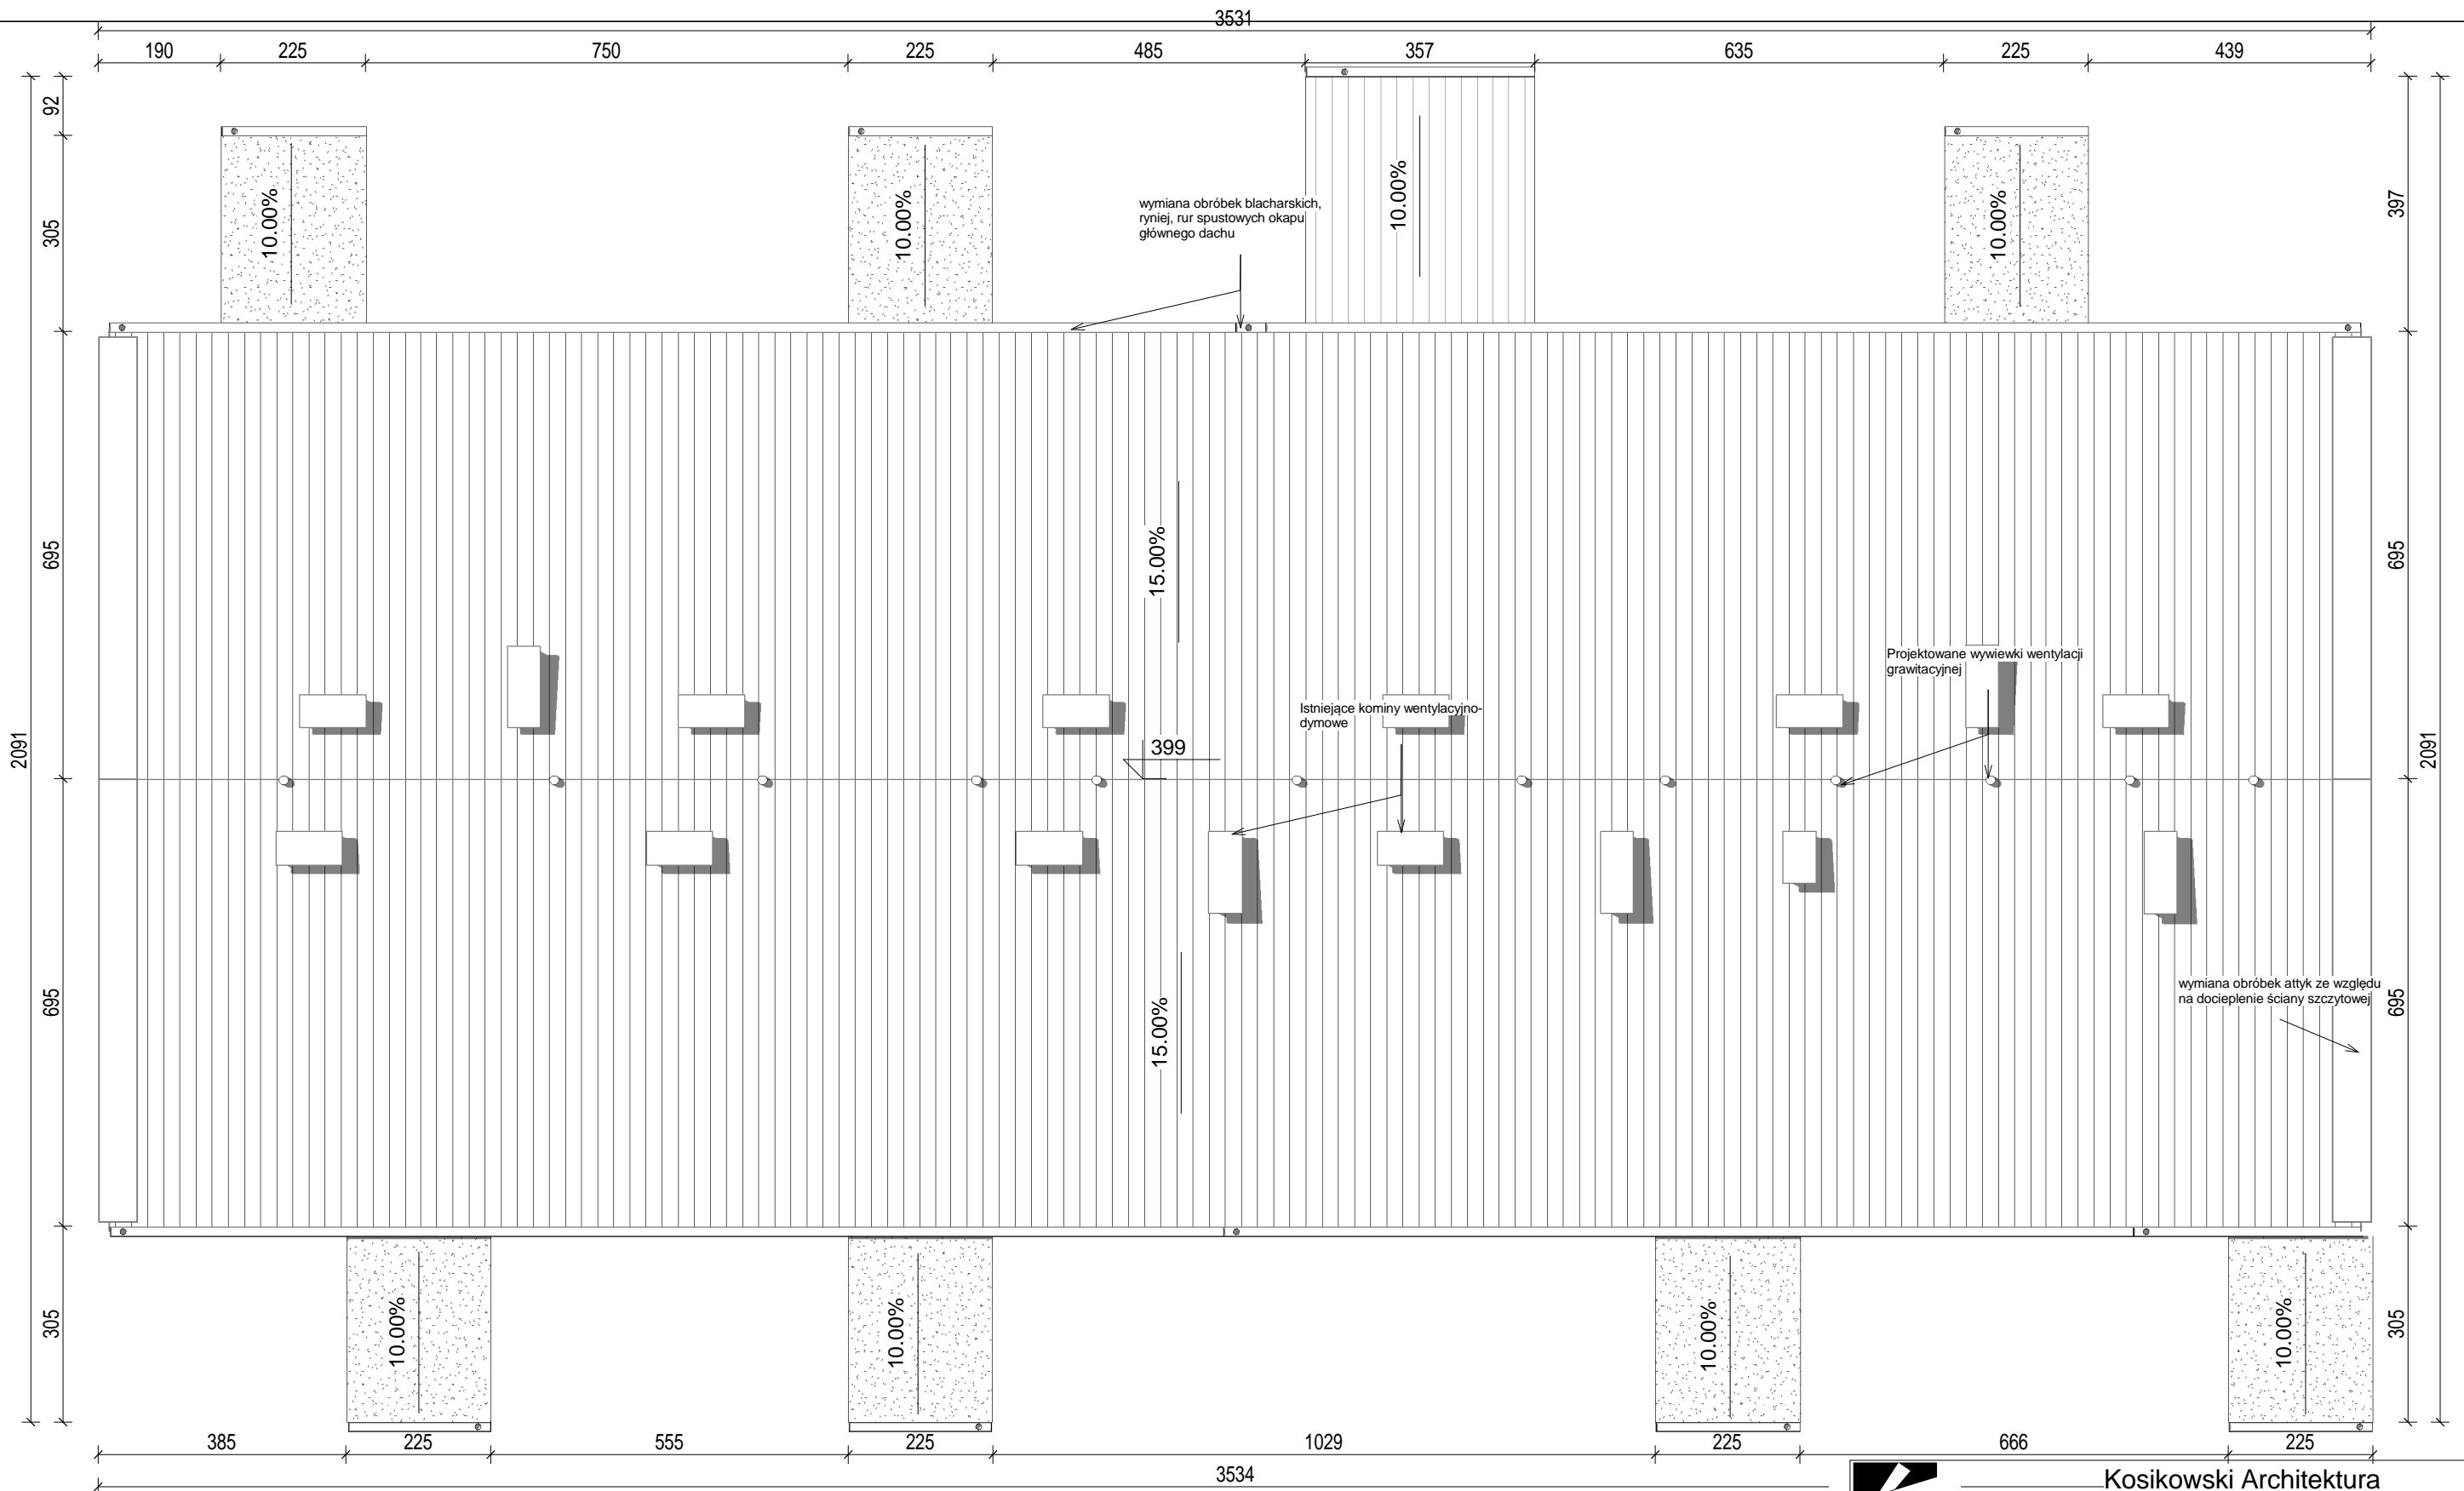 3531
190 225 750 225 485 357 635 225 439
92
305
695
2091
695
305
397
695
2091
695
305
10.00%
10.00%
10.00%
10.00%
wymiana obróbek blacharskich,
ryniej, rur spustowych okapu
głównego dachu
15.00%
Projektowane wywiewki wentylacji
grawitacyjnej
Istniejące kominy wentylacyjno-
dymowe
399
wymiana obróbek attyk ze względu
na docieplenie ściany szczytowej
15.00%
10.00%
10.00%
10.00%
10.00%
385 225 555 225 1029 225 666 225
3534
Kosikowski Architektura